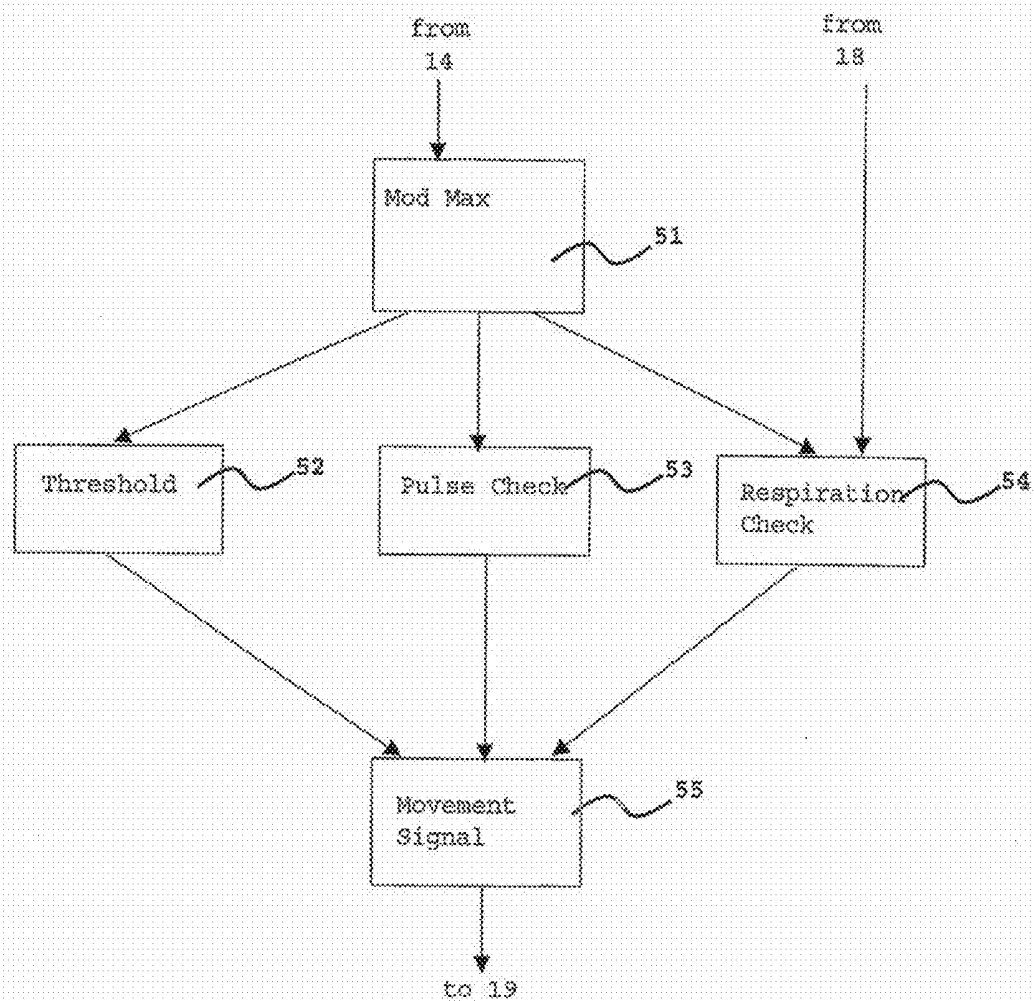 from
14
from
18
Mod Max
51
Threshold
52
Pulse Check
53
Respiration
Check
54
Movement
Signal
55
to 19